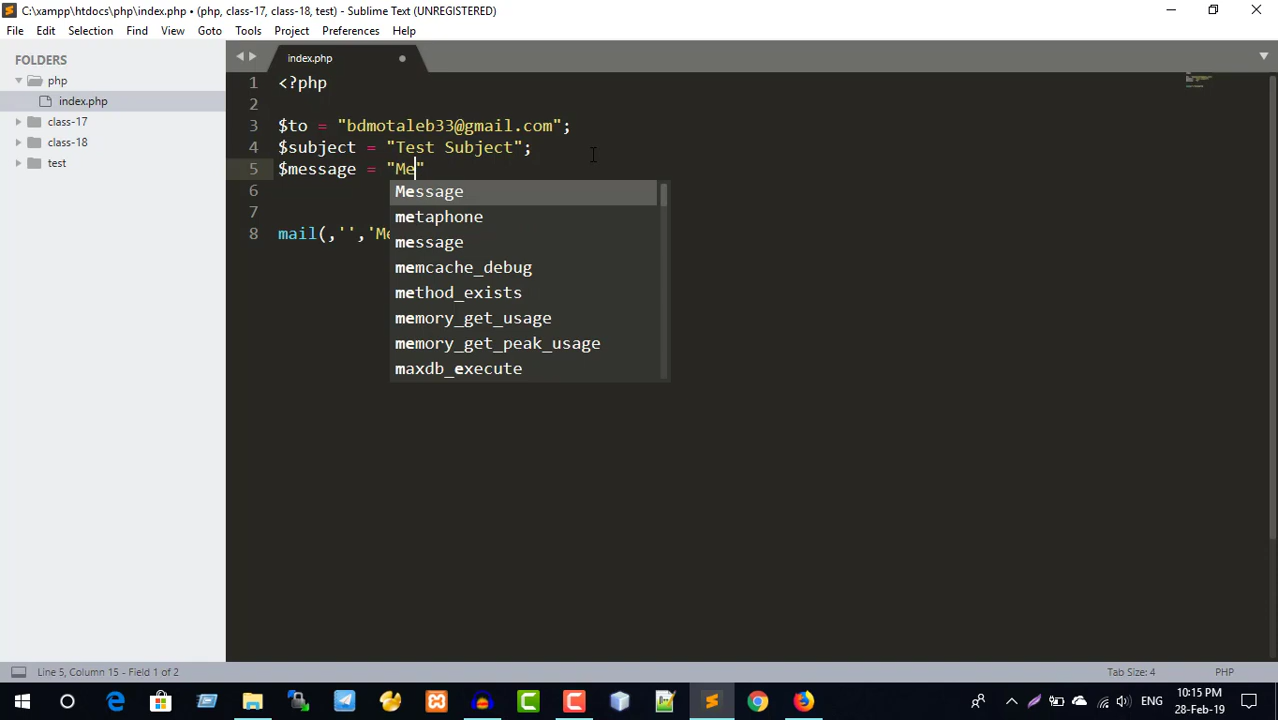 C:\xampp\htdocs\php\index.php • (php, class-17, class-18, test) - Sublime Text (UNREGISTERED)
File Edit Selection Find View Goto Tools Project Preferences Help
FOLDERS
php
index.php
class-17
class-18
test
index.php
1 <?php
2
3 $to = "bdmotaleb33@gmail.com";
4 $subject = "Test Subject";
5 $message = "Me"
6
7
8 mail(,'','Me
Message
metaphone
message
memcache_debug
method_exists
memory_get_usage
memory_get_peak_usage
maxdb_execute
Line 5, Column 15 - Field 1 of 2
Tab Size: 4
PHP
ENG
10:15 PM
28-Feb-19